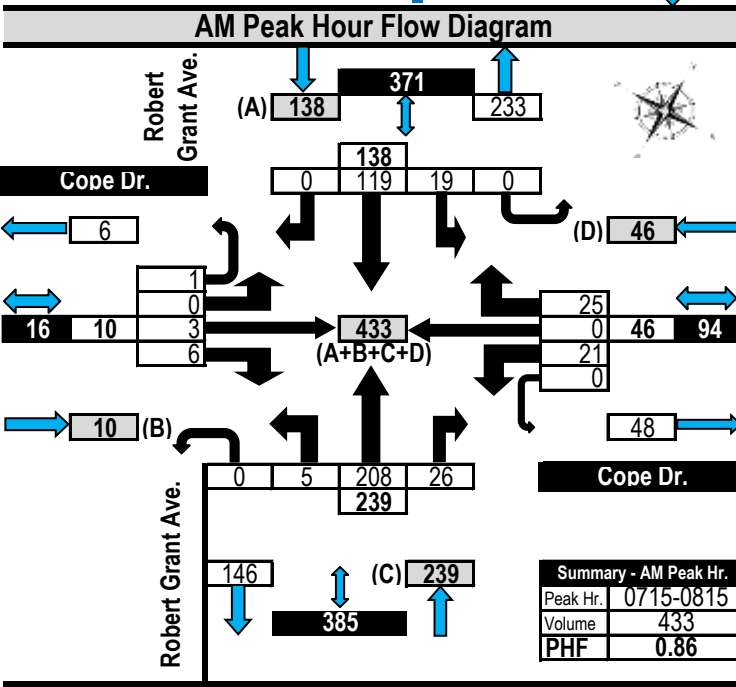 AM Peak Hour Flow Diagram
Robert
Grant Ave.
(A) 138 371 233
138
Cope Dr. 0 119 19 0
6 (D) 46
1
0 25
16 10 3 433 0 46 94
6 (A+B+C+D) 21
0
10 (B) 48
0 5 208 26 Cope Dr.
239
Robert Grant Ave.
146 (C) 239
385
Summary - AM Peak Hr.
Peak Hr. 0715-0815
Volume 433
PHF 0.86